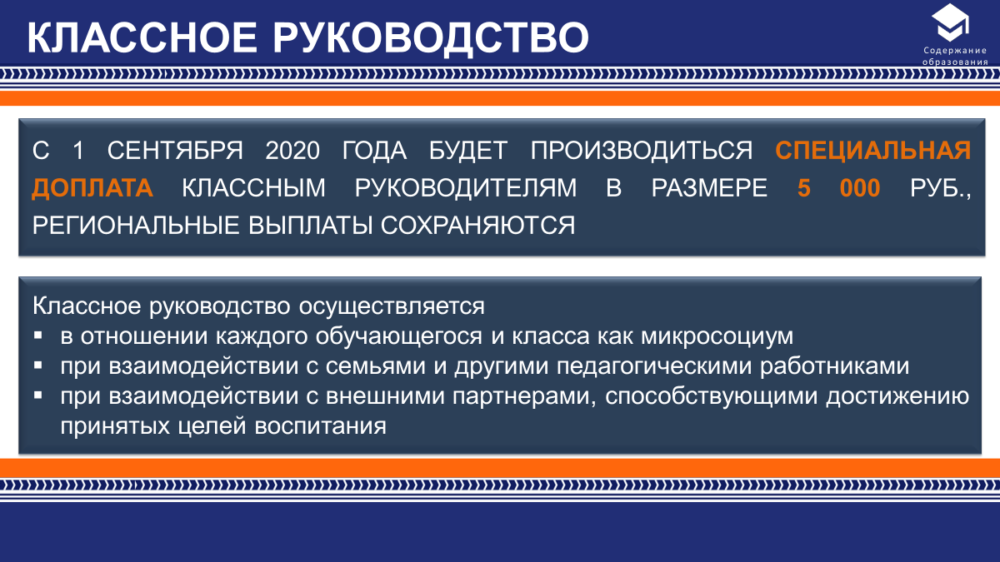 КЛАССНОЕ РУКОВОДСТВО
Содержание
образования
С 1 СЕНТЯБРЯ 2020 ГОДА БУДЕТ ПРОИЗВОДИТЬСЯ СПЕЦИАЛЬНАЯ
ДОПЛАТА КЛАССНЫМ РУКОВОДИТЕЛЯМ В РАЗМЕРЕ 5 000 РУБ.,
РЕГИОНАЛЬНЫЕ ВЫПЛАТЫ СОХРАНЯЮТСЯ
Классное руководство осуществляется
▪ в отношении каждого обучающегося и класса как микросоциум
▪ при взаимодействии с семьями и другими педагогическими работниками
▪ при взаимодействии с внешними партнерами, способствующими достижению
принятых целей воспитания